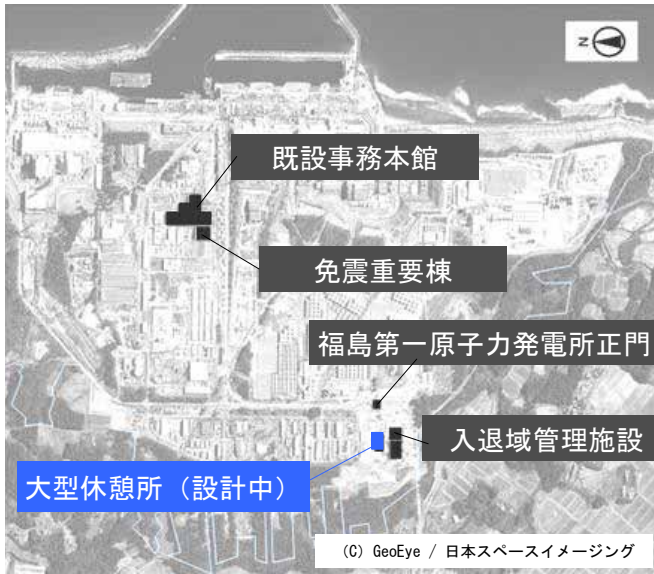 N
既設事務本館
免震重要棟
福島第一原子力発電所正門
入退域管理施設
大型休憩所（設計中）
(C) GeoEye / 日本スペースイメージング